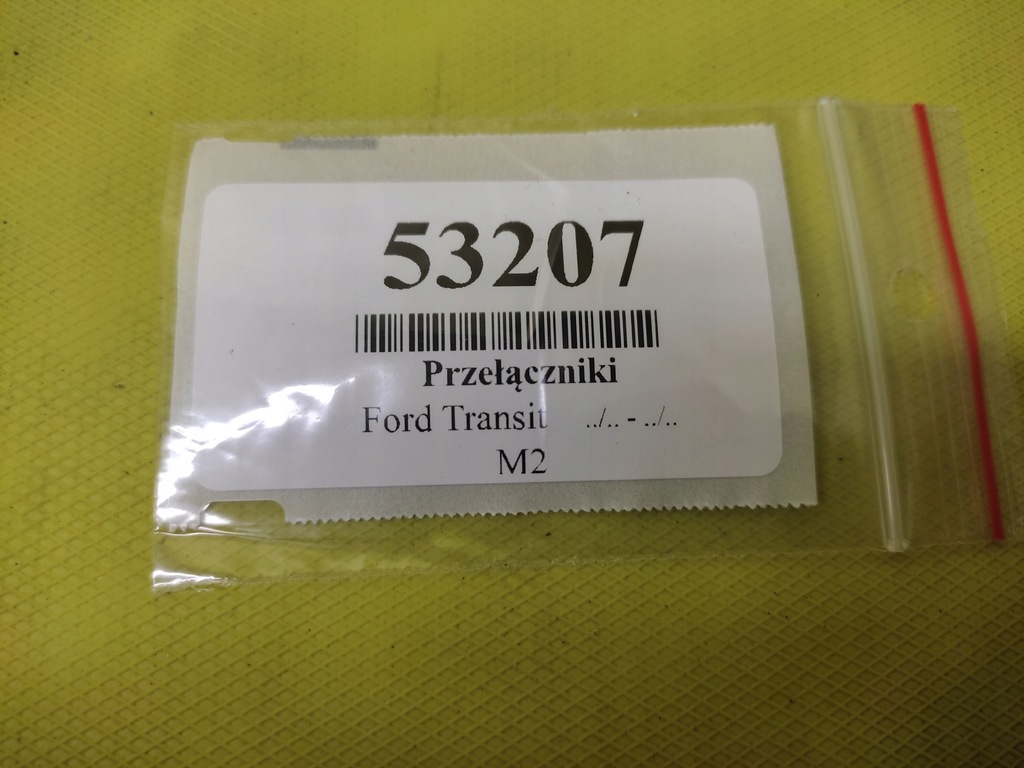 53207
Przełączniki
Ford Transit ../.. - ../..
M2